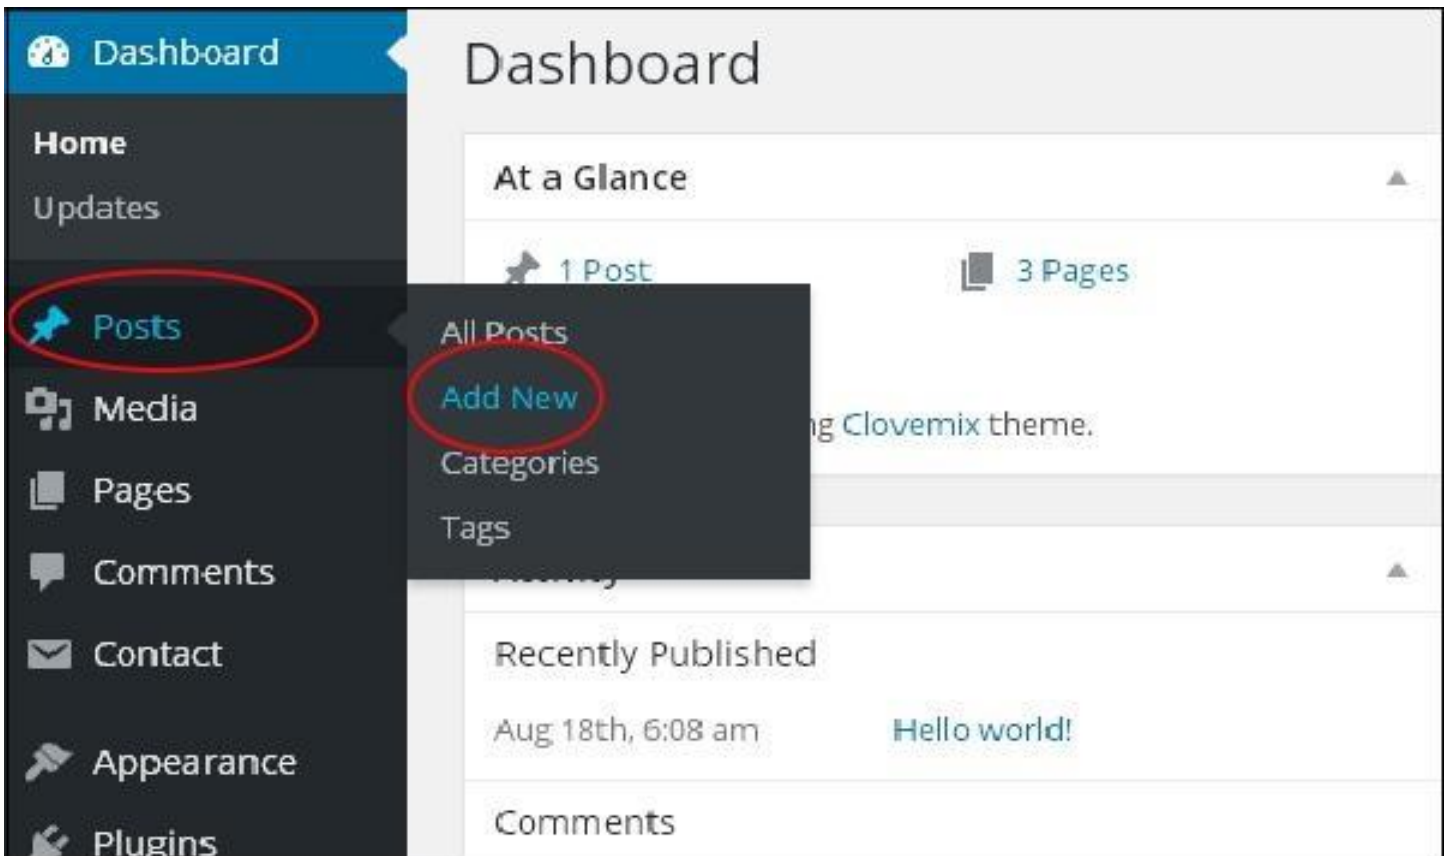 Dashboard
Home
Updates
Posts
Media
Pages
Comments
Contact
Appearance
Plugins
All Posts
Add New
Categories
Tags
Dashboard
At a Glance
1 Post
3 Pages
Clovemix theme.
Recently Published
Aug 18th, 6:08 am Hello world!
Comments